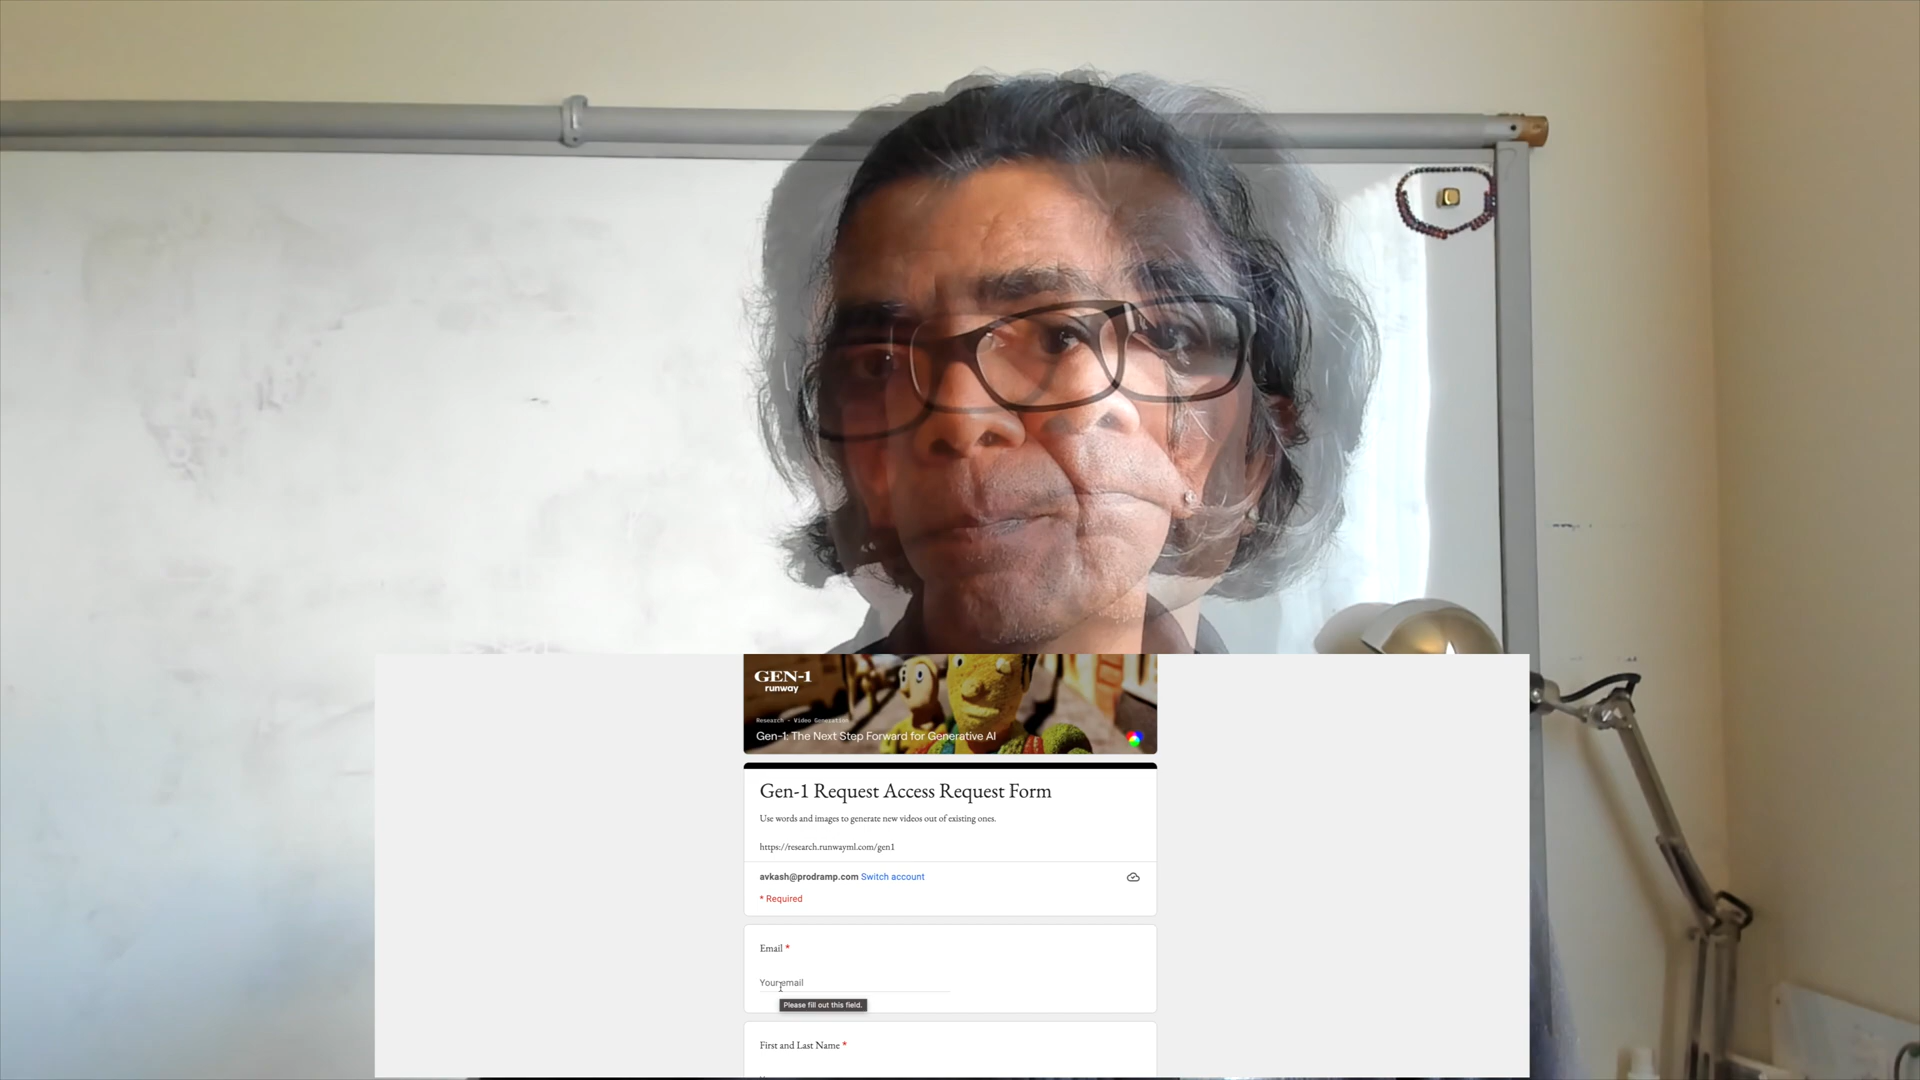 GEN-1
runway
Research - Video Generation
Gen-1: The Next Step Forward for Generative AI
Gen-1 Request Access Request Form
Use words and images to generate new videos out of existing ones.
https://research.runwayml.com/gen1
avkash@prodramp.com Switch account
* Required
Email *
Your email
Please fill out this field.
First and Last Name *